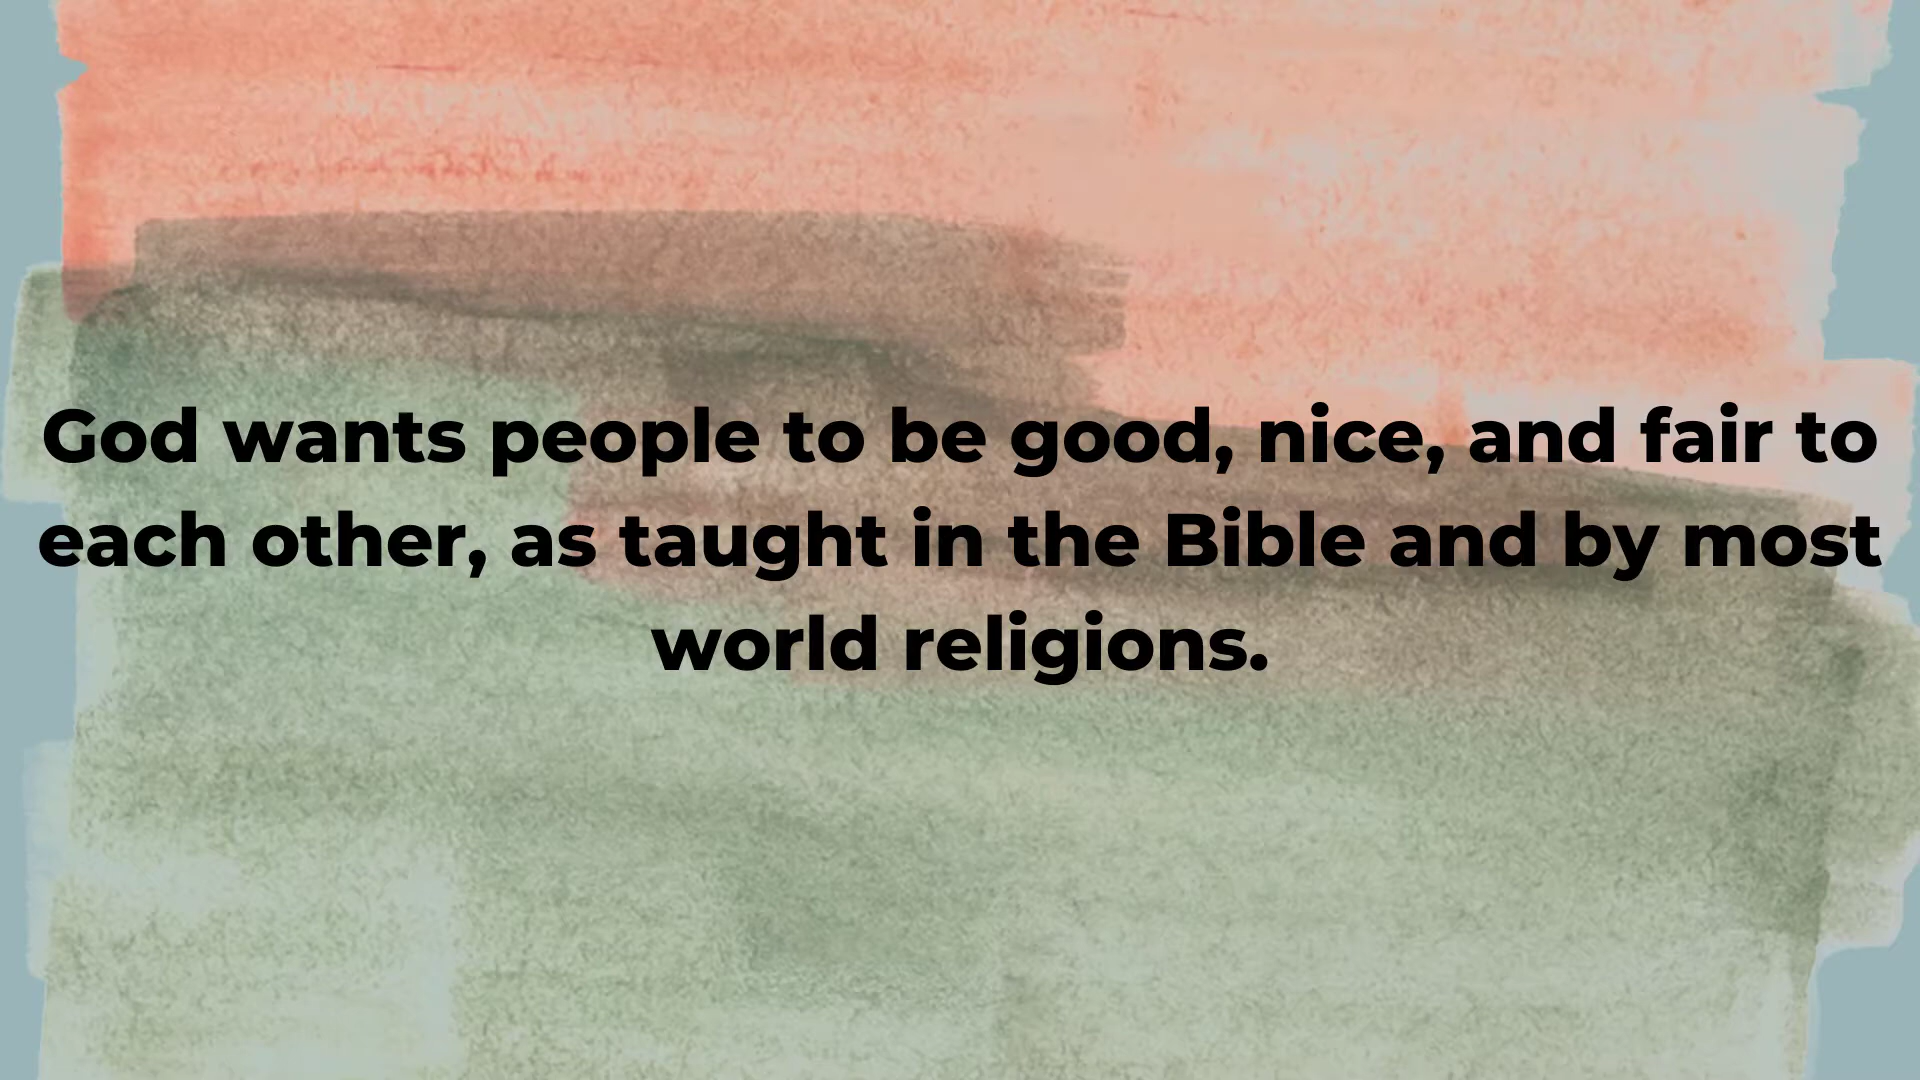 God wants people to be good, nice, and fair to
each other, as taught in the Bible and by most
world religions.